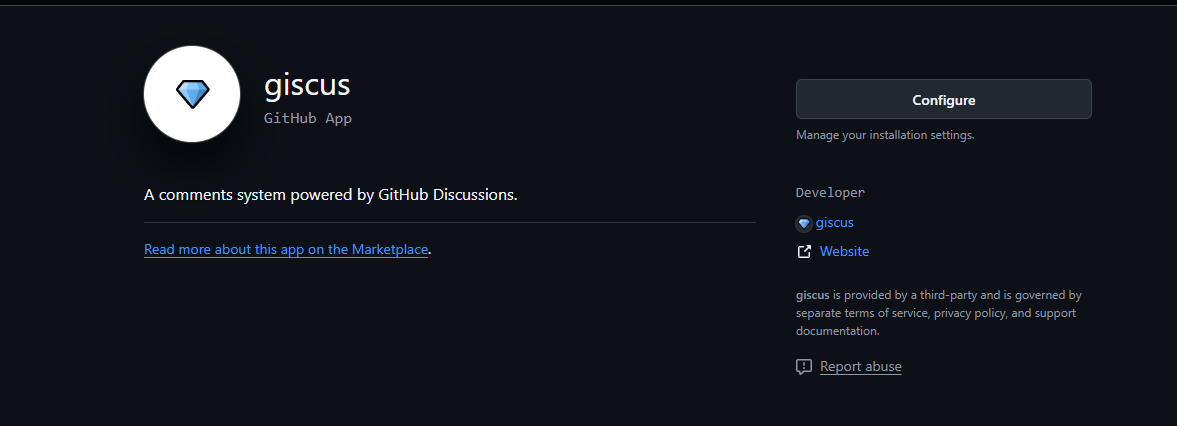 giscus
GitHub App
A comments system powered by GitHub Discussions.
Read more about this app on the Marketplace.
Configure
Manage your installation settings.
Developer
giscus
Website
giscus is provided by a third-party and is governed by
separate terms of service, privacy policy, and support
documentation.
Report abuse